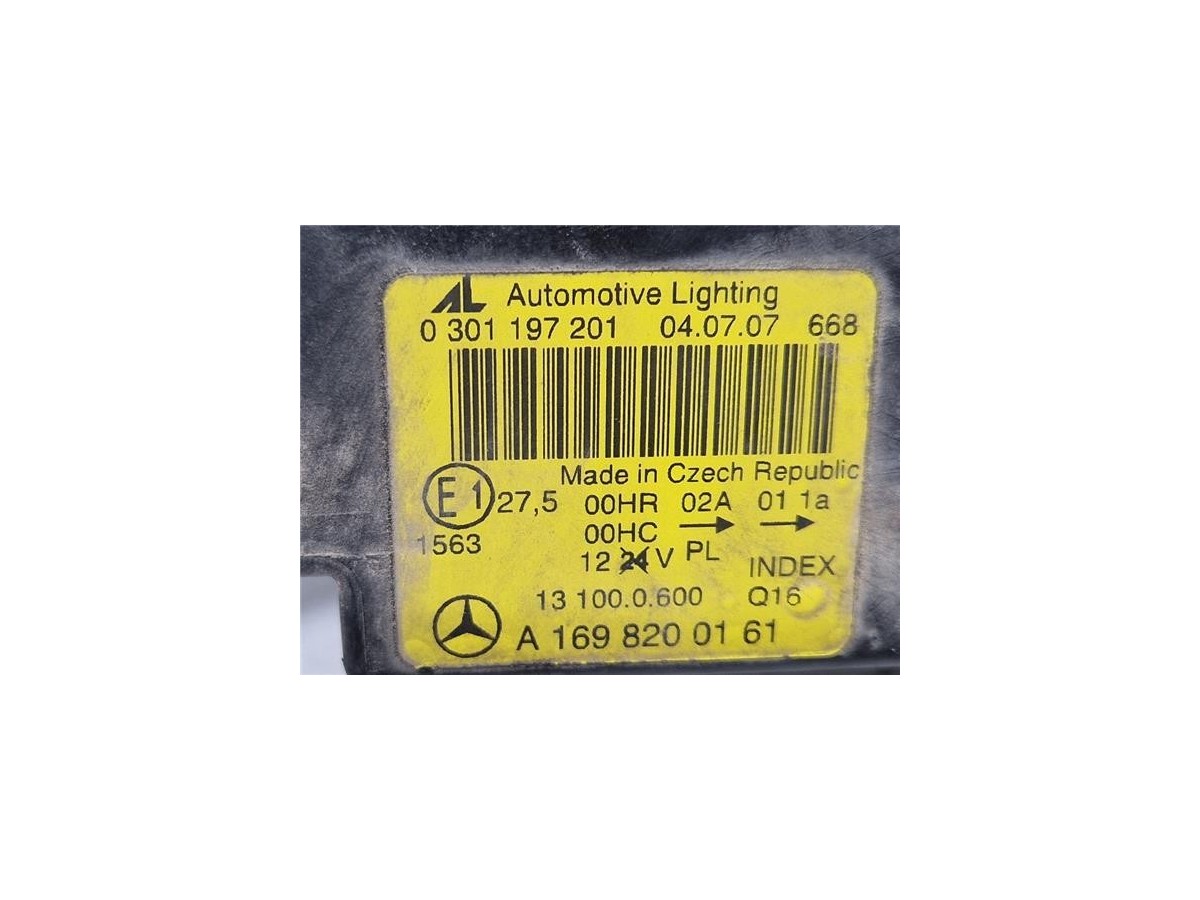 AL Automotive Lighting
0 301 197 201 04.07.07 668
Made in Czech Republic
E1 27,5 00HR 02A 01 1a
1563 00HC → →
12 24 V PL INDEX
13 100.0.600 Q16
A 169 820 01 61